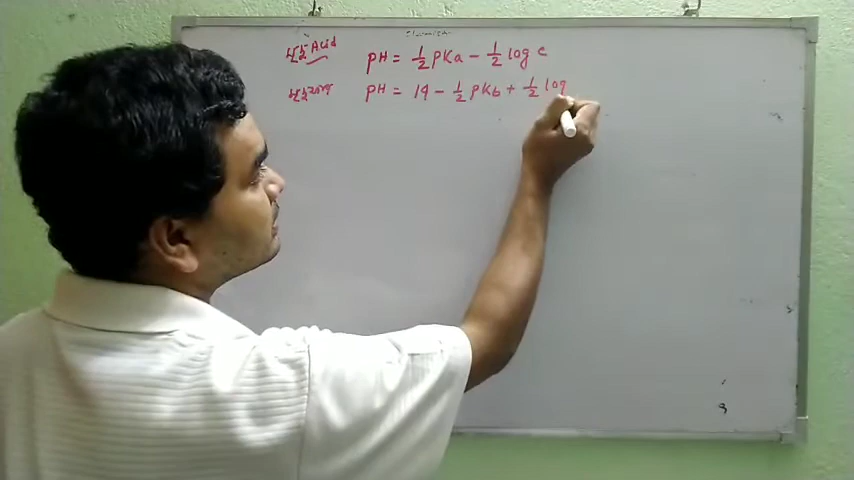 মৃদু Acid pH = 1/2 pKa - 1/2 log c
মৃদু ক্ষার pH = 14 - 1/2 pKb + 1/2 log